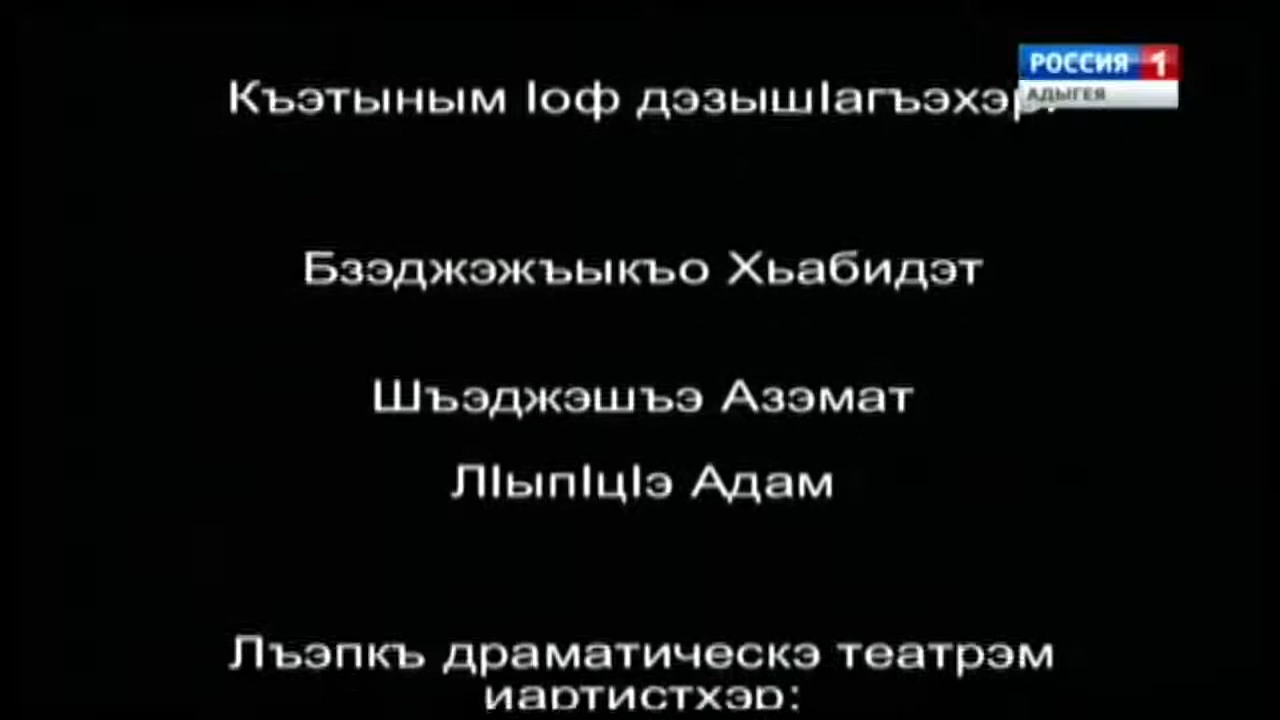 Къэтыным Iоф дэзышIагъэхэр:
РОССИЯ 1
АДЫГЕЯ
Бзэджэжъыкъо Хьабидэт
Шъэджэшъэ Азэмат
ЛIыпIцIэ Адам
Лъэпкъ драматическэ театрэм
иартистхэр: